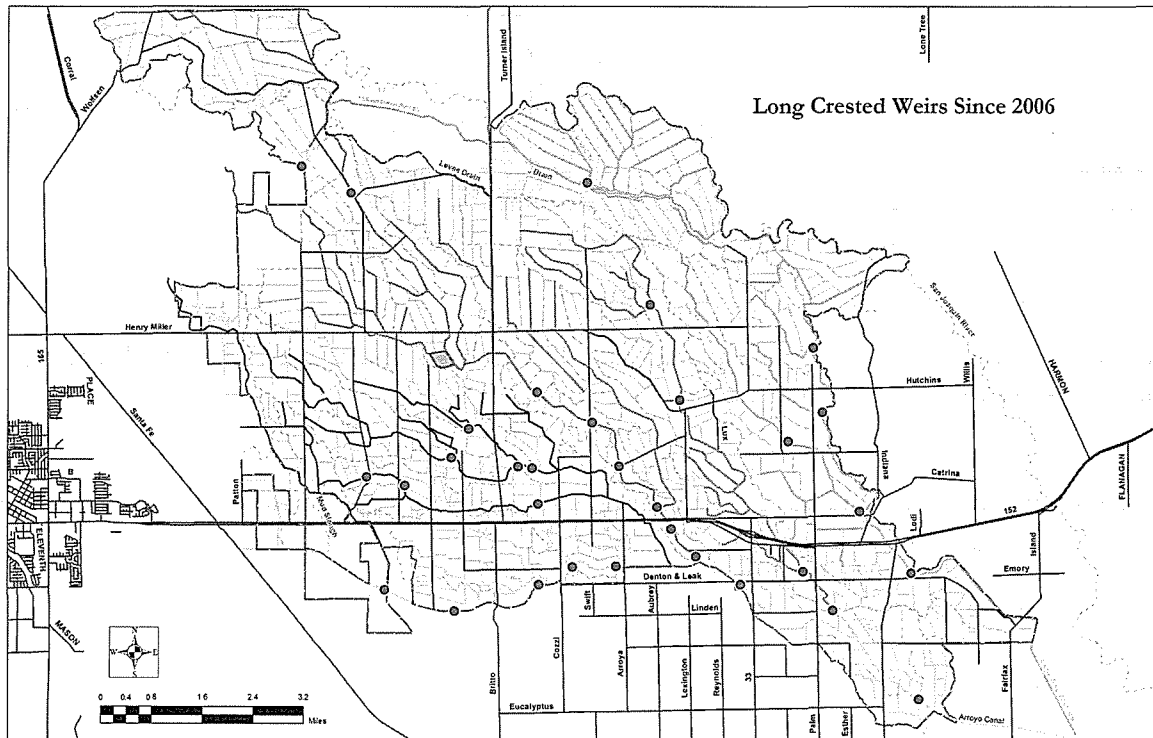 Long Crested Weirs Since 2006
Corral
Wolfsen
Turner Island
Lone Tree
Levee Drain
Drain
San Joaquin River
Henry Miller
165
PLACE
Santa Fe
HARMON
Willis
Hutchins
Lux
Indiana
Catrina
FLANAGAN
B
Patton
Mud Slough
152
Lodi
ELEVENTH
Island
Emory
Denton & Leak
Swift
Aubrey
Linden
MASON
N
W E
S
Cozzi
Arroya
Lexington
Reynolds
33
Britto
Fairfax
0 0.4 0.8 1.6 2.4 3.2
Miles
Eucalyptus
Palm
Esther
Arroyo Canal